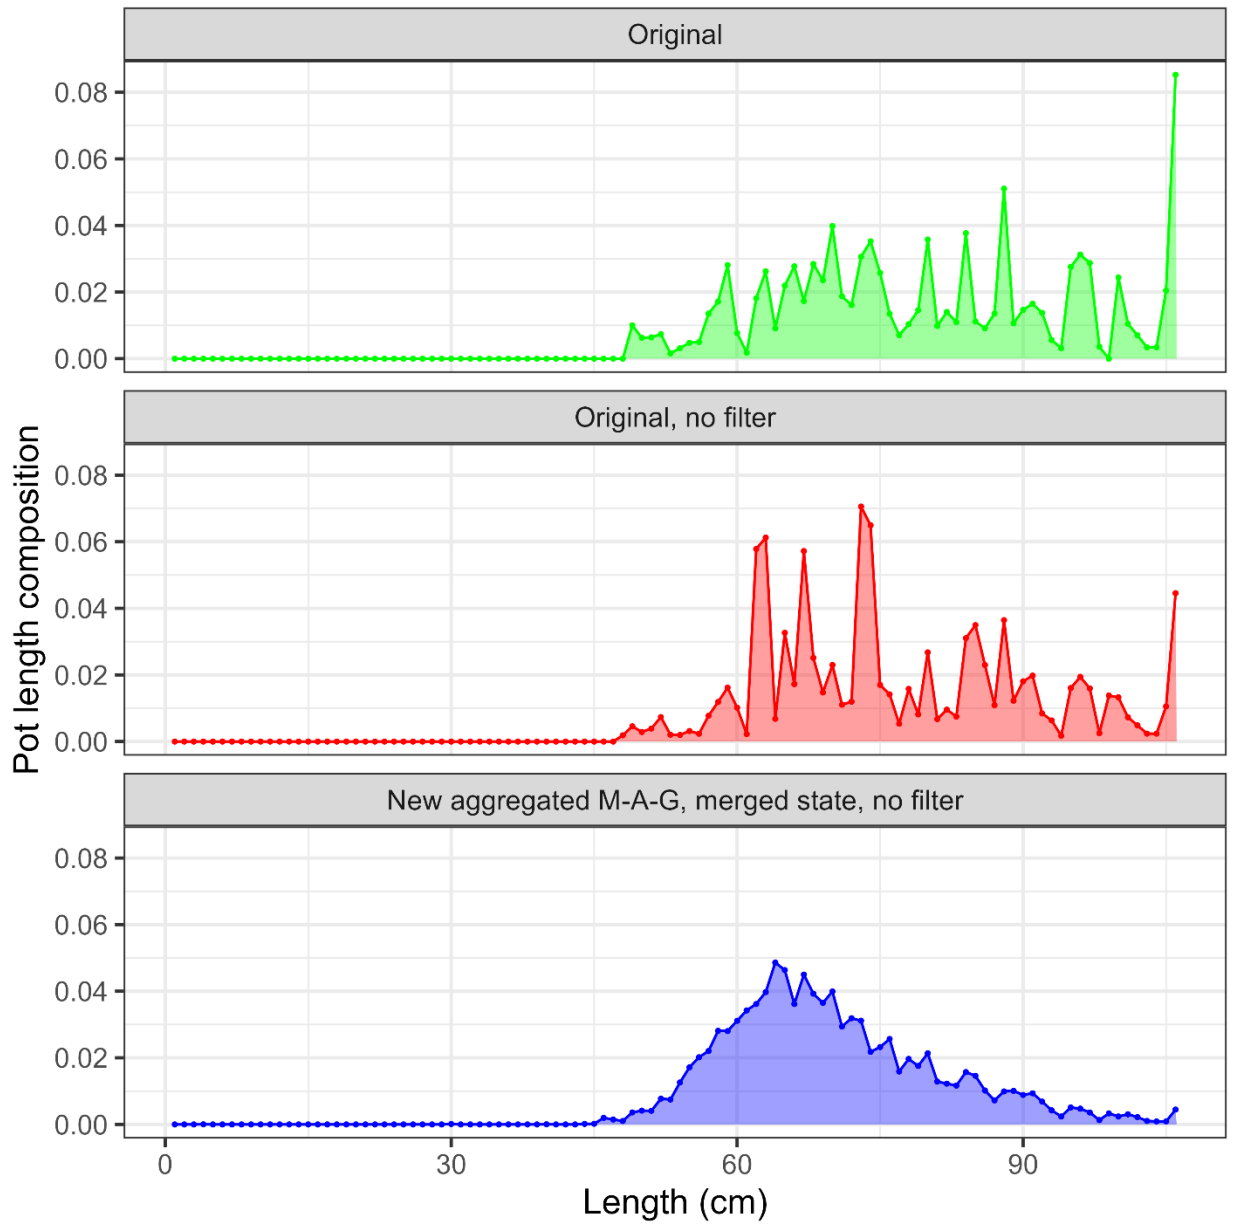 Original
0.08
0.06
0.04
0.02
0.00
Original, no filter
0.08
0.06
0.04
0.02
0.00
Pot length composition
New aggregated M-A-G, merged state, no filter
0.08
0.06
0.04
0.02
0.00
0 30 60 90
Length (cm)